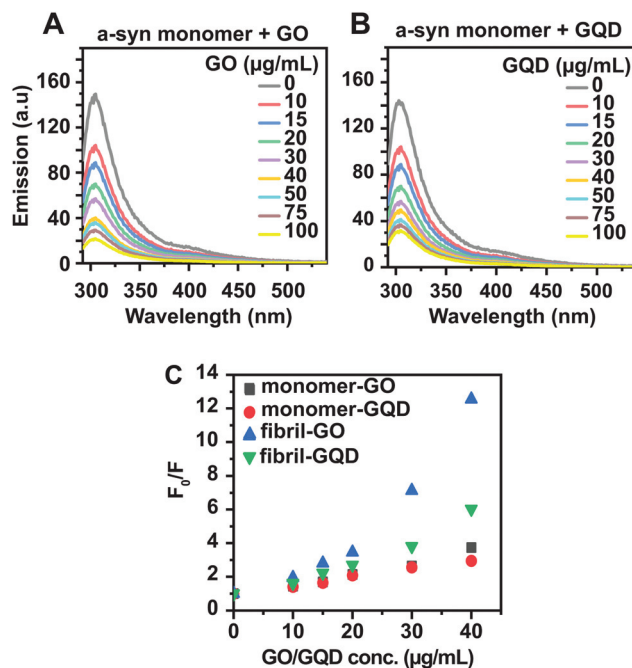 A
a-syn monomer + GO
GO (µg/mL)
0
10
15
20
30
40
50
75
100
160
120
80
40
0
Emission (a.u)
300 350 400 450 500
Wavelength (nm)
B
a-syn monomer + GQD
GQD (µg/mL)
0
10
15
20
30
40
50
75
100
160
120
80
40
0
300 350 400 450 500
Wavelength (nm)
C
monomer-GO
monomer-GQD
fibril-GO
fibril-GQD
14
12
10
8
6
4
2
0
F₀/F
0 10 20 30 40
GO/GQD conc. (µg/mL)